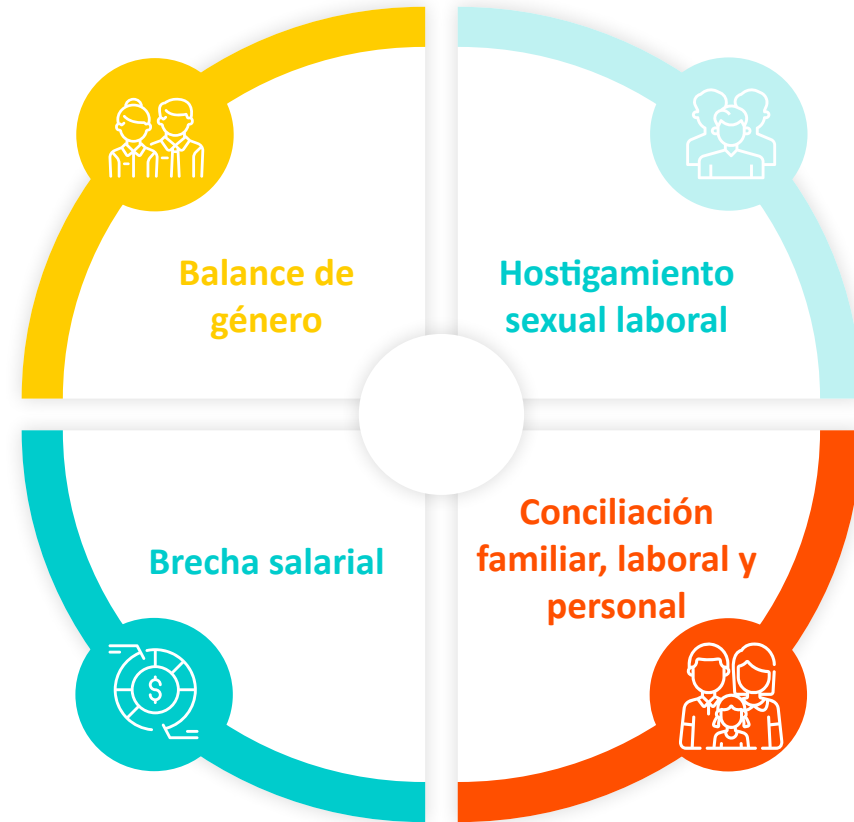 Balance de
género
Hostigamiento
sexual laboral
Brecha salarial
$
Conciliación
familiar, laboral y
personal